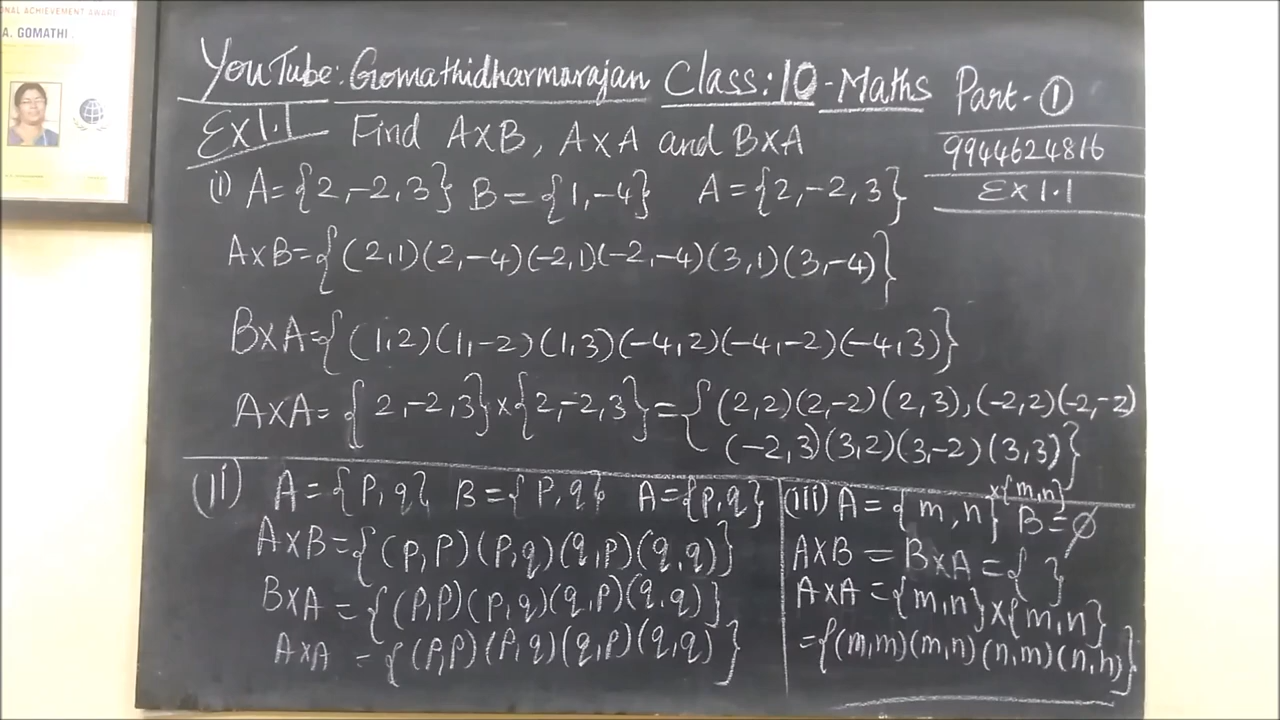 ONAL ACHIEVEMENT AWAR
A. GOMATHI
YouTube: Gomathidharmarajan Class: 10 - Maths Part - ①
Ex 1.1 Find A×B, A×A and B×A
9944624816
Ex 1.1
(i) A = {2, -2, 3} B = {1, -4} A = {2, -2, 3}
A×B = {(2,1)(2,-4)(-2,1)(-2,-4)(3,1)(3,-4)}
B×A = {(1,2)(1,-2)(1,3)(-4,2)(-4,-2)(-4,3)}
A×A = {2,-2,3}×{2,-2,3} = {(2,2)(2,-2)(2,3),(-2,2)(-2,-2)
(-2,3)(3,2)(3,-2)(3,3)}
(ii) A = {P,q} B = {P,q} A = {p,q}
A×B = {(P,P)(P,q)(q,P)(q,q)}
B×A = {(P,P)(P,q)(q,P)(q,q)}
A×A = {(P,P)(P,q)(q,P)(q,q)}
(iii) A = {m,n} ×{m,n} B = ∅
A×B = B×A = { }
A×A = {m,n}×{m,n}
= {(m,m)(m,n)(n,m)(n,n)}